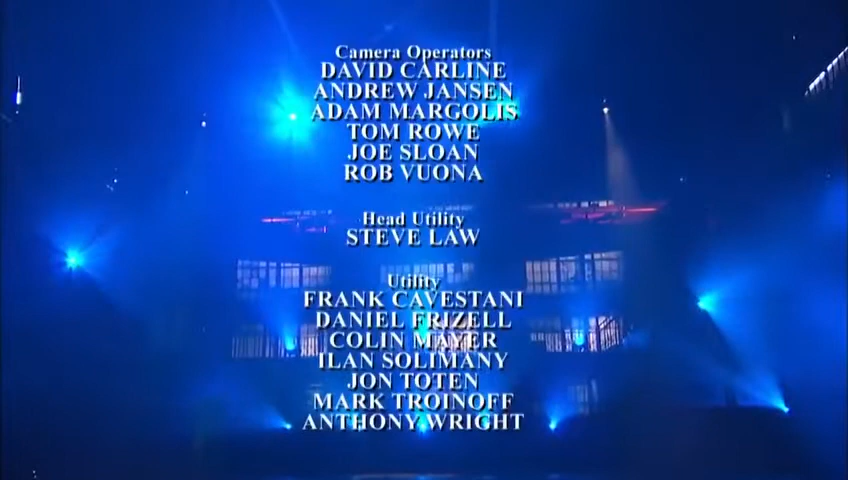 Camera Operators
DAVID CARLINE
ANDREW JANSEN
ADAM MARGOLIS
TOM ROWE
JOE SLOAN
ROB VUONA
Head Utility
STEVE LAW
Utility
FRANK CAVESTANI
DANIEL FRIZELL
COLIN MAYER
ILAN SOLIMANY
JON TOTEN
MARK TROINOFF
ANTHONY WRIGHT